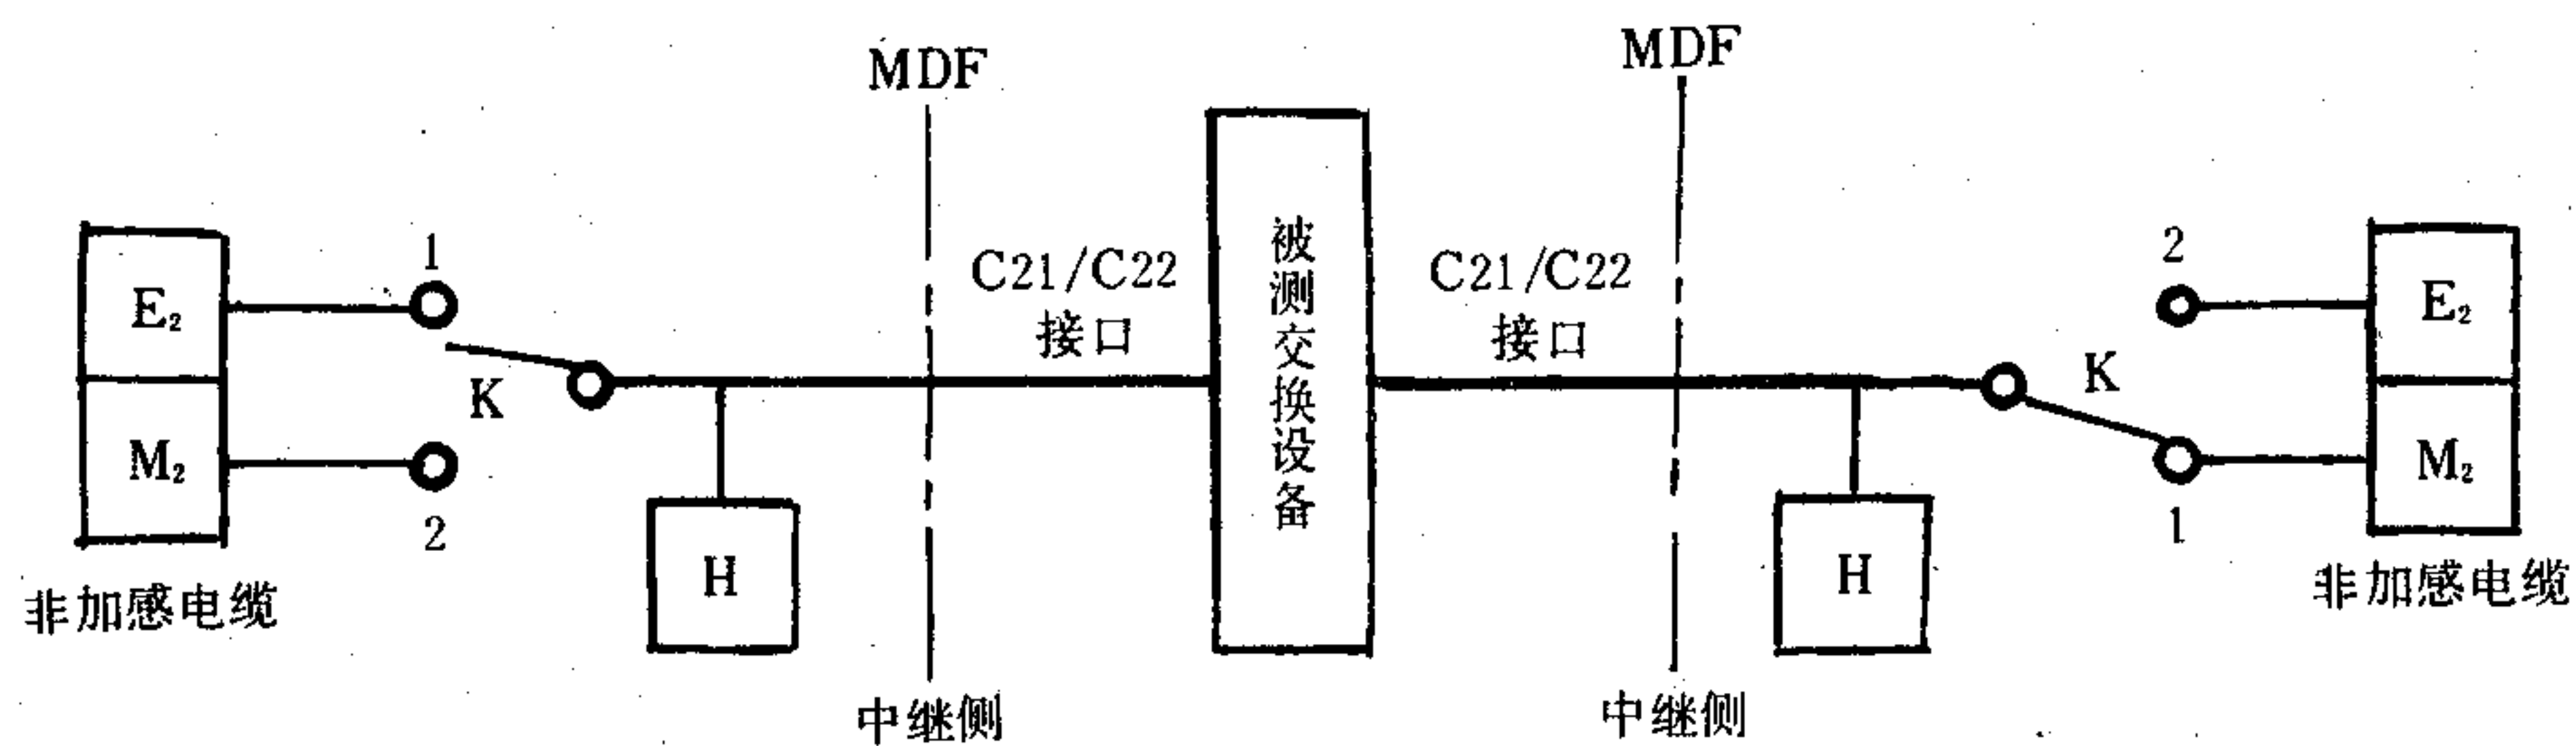 MDF
MDF
1
2
C21/C22
接口
被测交换设备
C21/C22
接口
E₂
K
K
E₂
M₂
M₂
2
1
H
H
非加感电缆
非加感电缆
中继侧
中继侧